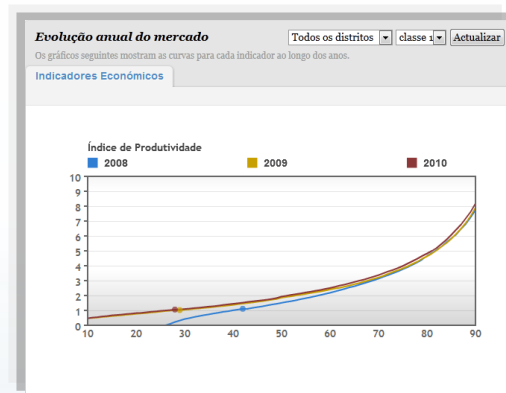 Evolução anual do mercado
Todos os distritos classe 1 Actualizar
Os gráficos seguintes mostram as curvas para cada indicador ao longo dos anos.
Indicadores Económicos
Índice de Produtividade
2008 2009 2010
10
9
8
7
6
5
4
3
2
1
0
10 20 30 40 50 60 70 80 90